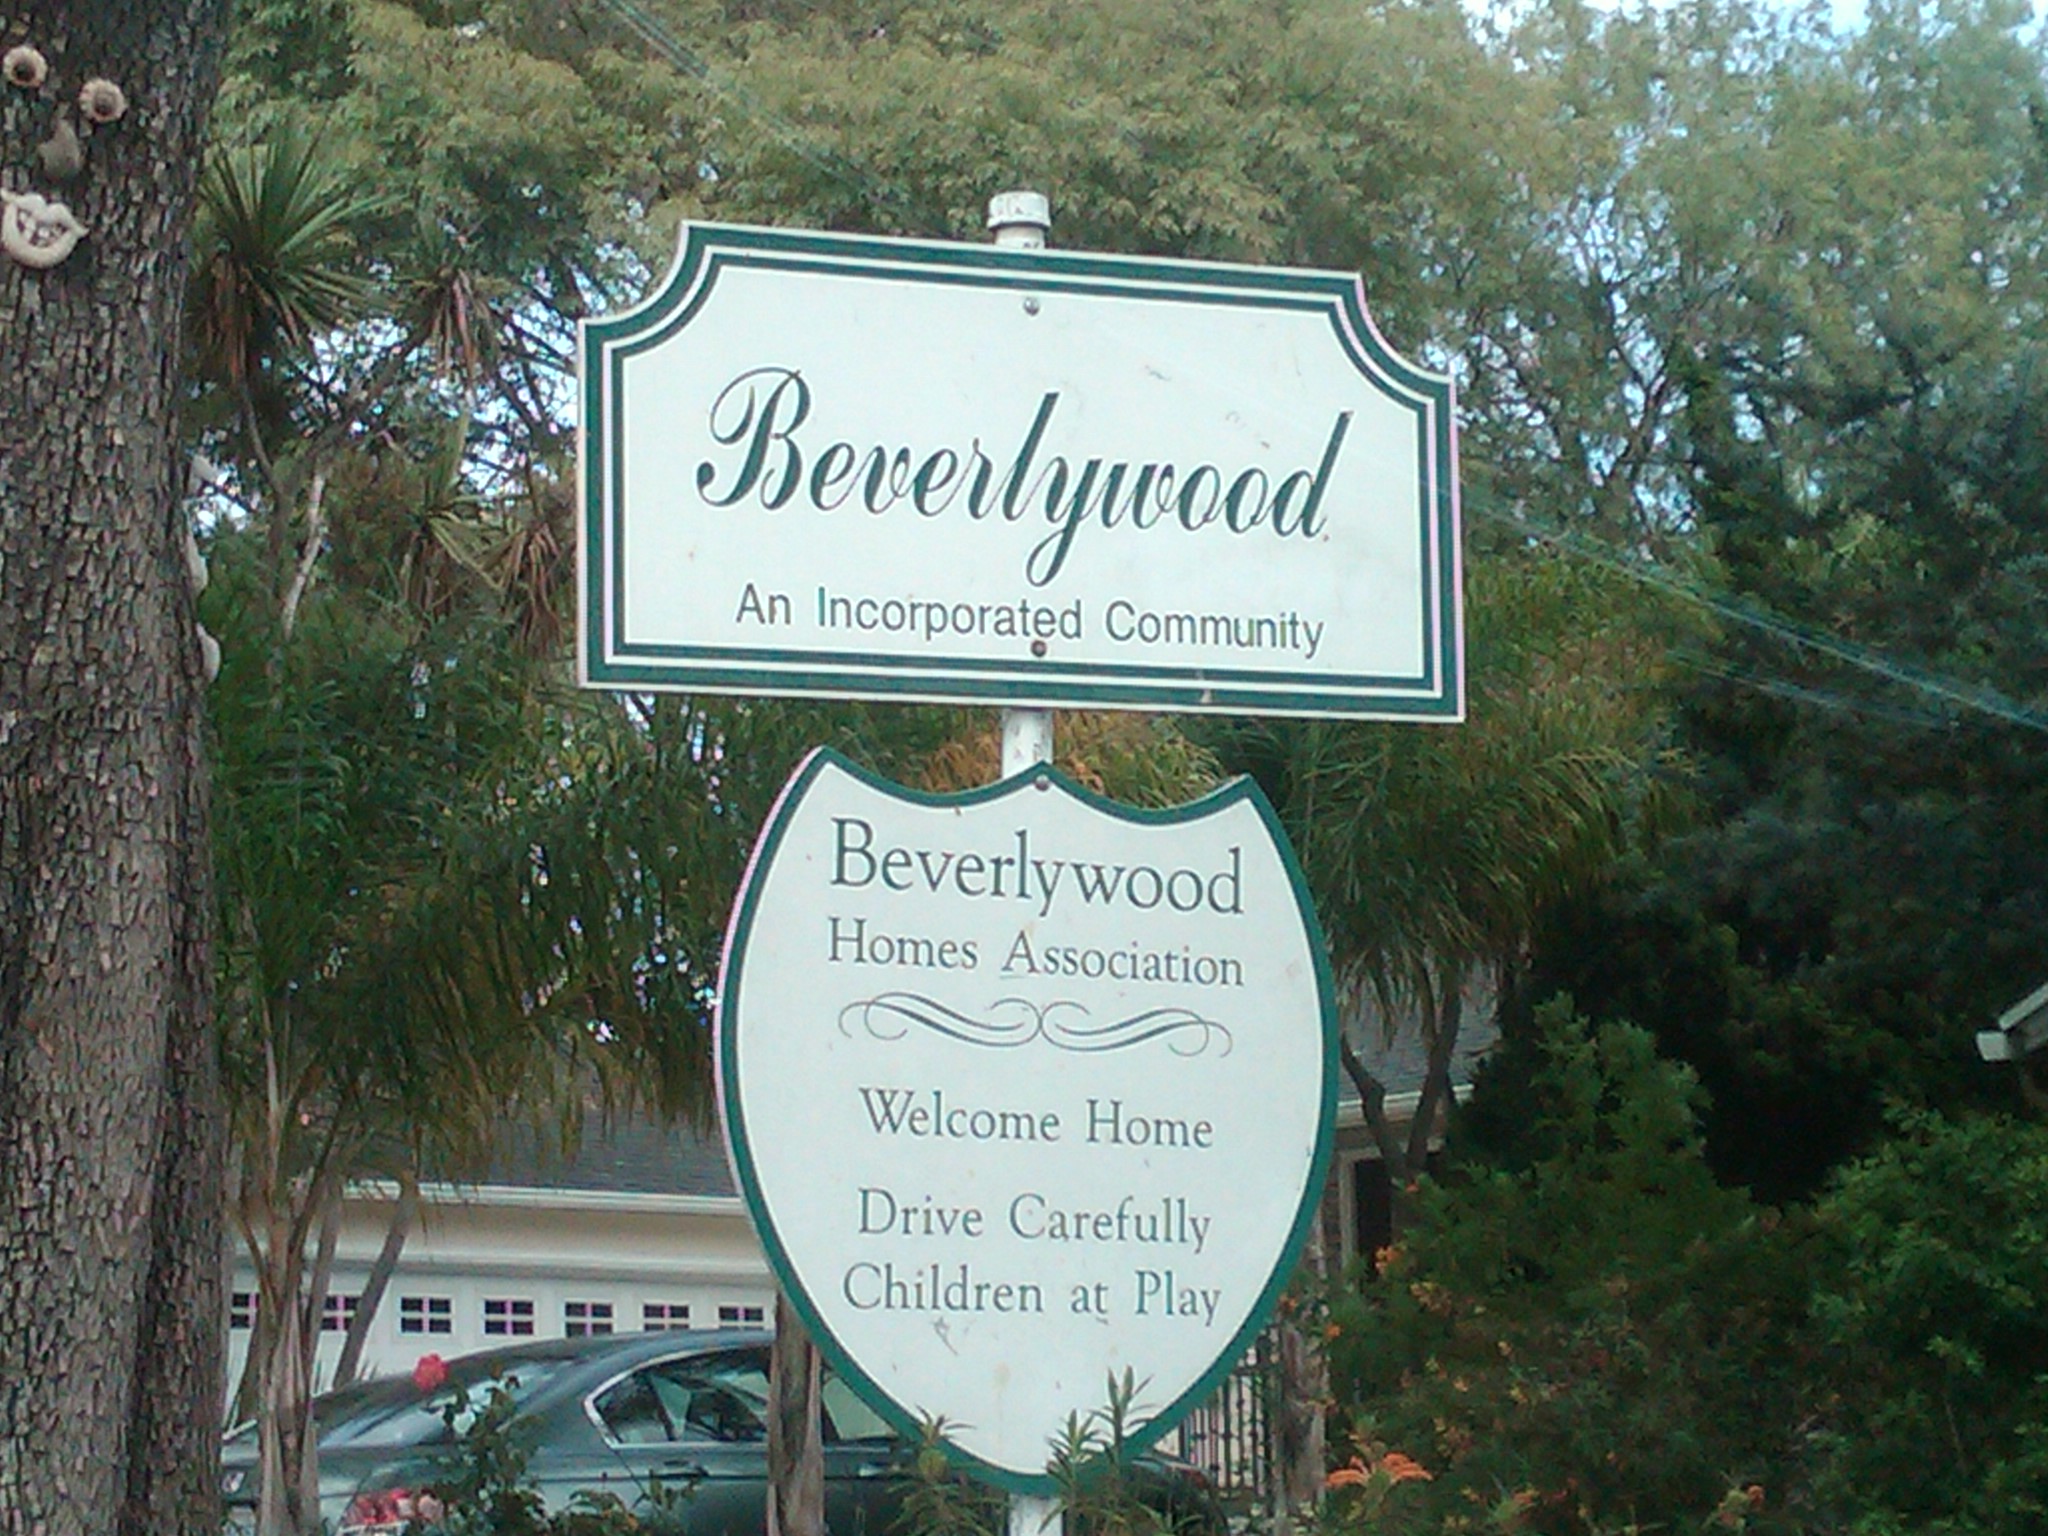 Beverlywood
An Incorporated Community
Beverlywood
Homes Association
Welcome Home
Drive Carefully
Children at Play